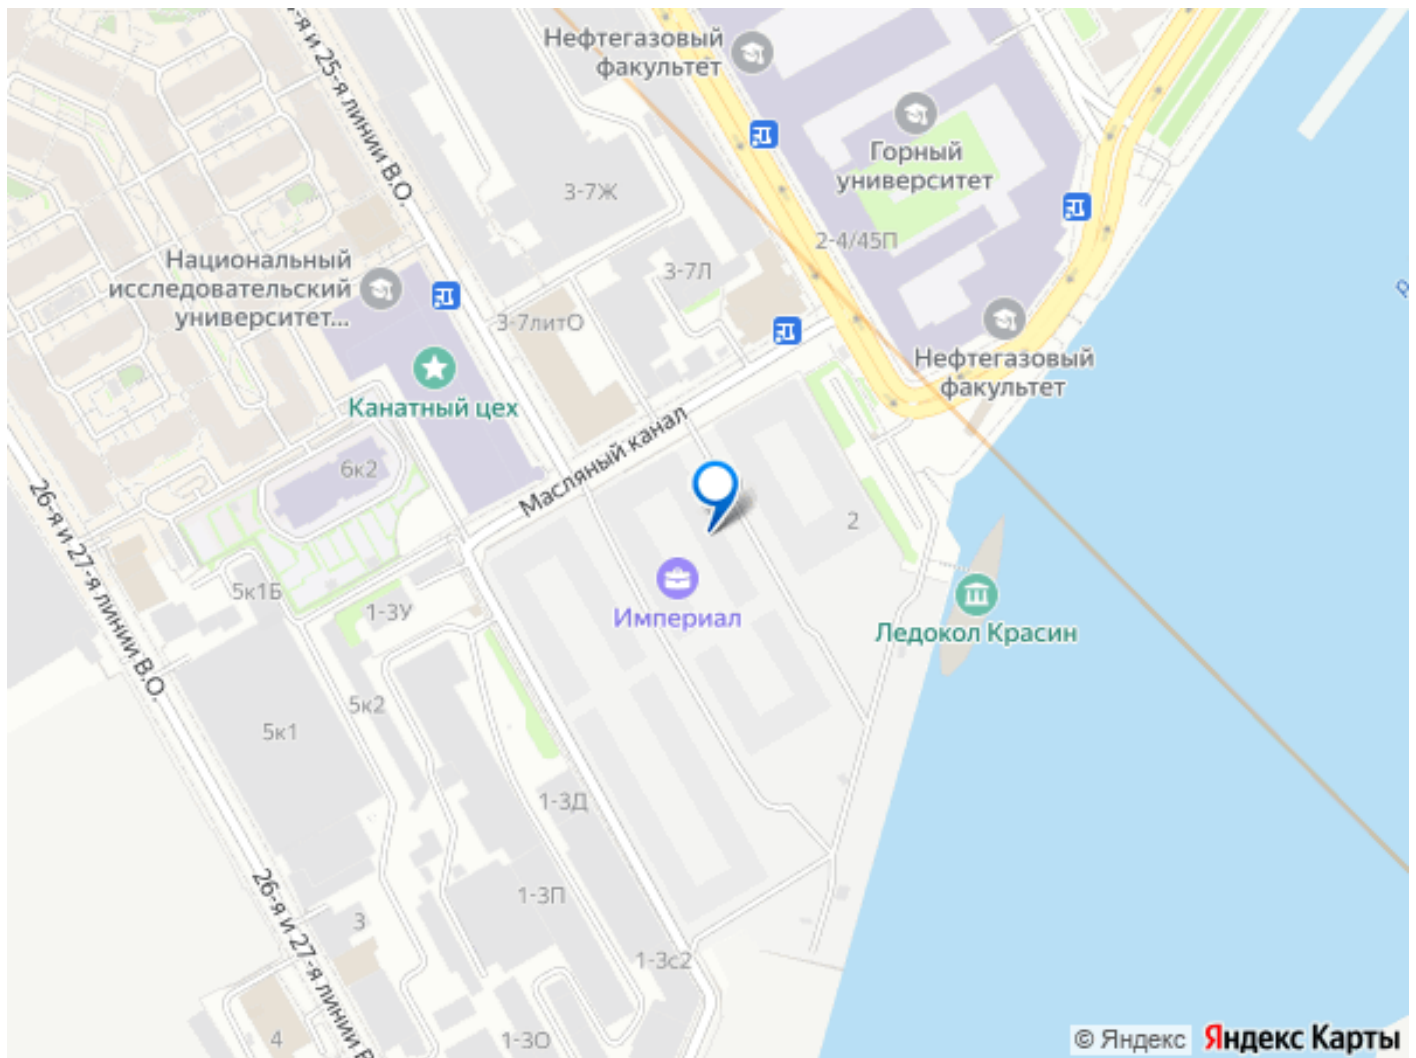 Нефтегазовый
факультет
-я и 25-я линии В.О.
Горный
университет
3-7Ж
2-4/45П
Национальный
исследовательский
университет...
3-7Л
3-7литО
Нефтегазовый
факультет
Канатный цех
Масляный канал
6к2
26-я и 27-я линии В.О.
2
5к1Б
1-3У
Империал
Ледокол Красин
5к2
5к1
1-3Д
1-3П
26-я и 27-я линии В
3
1-3с2
4
1-3О
© Яндекс Яндекс Карты